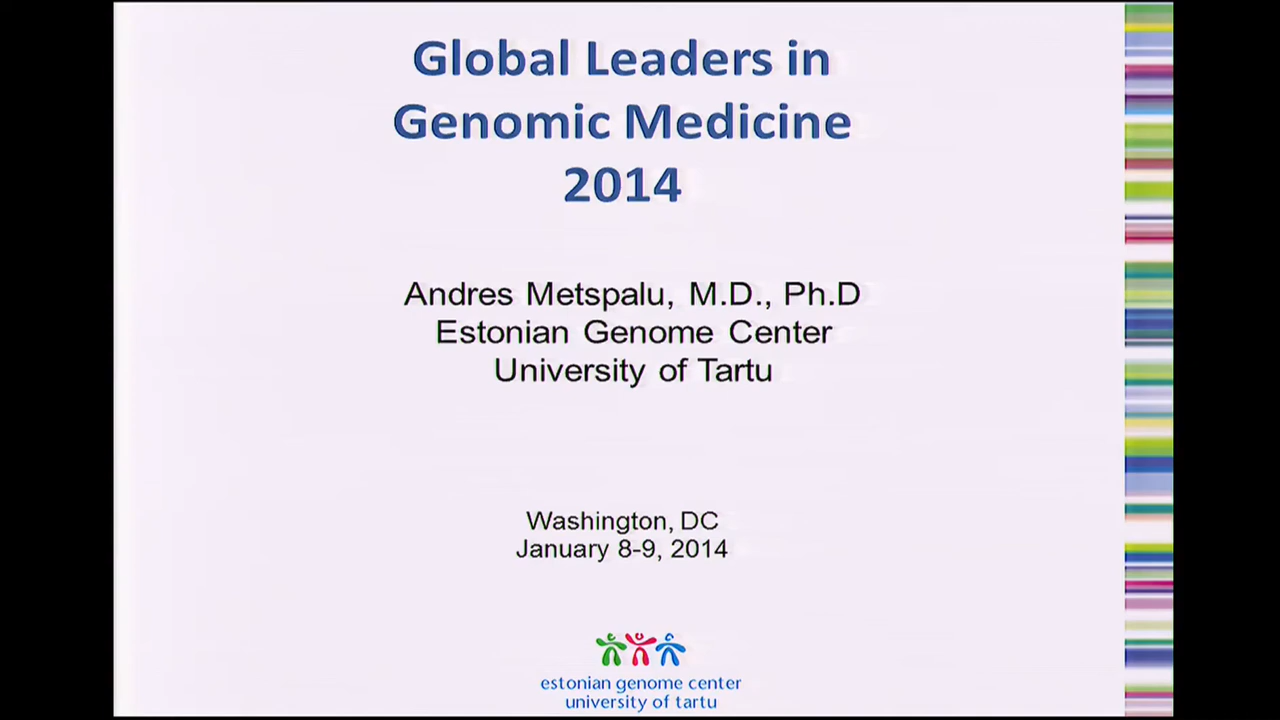 Global Leaders in
Genomic Medicine
2014
Andres Metspalu, M.D., Ph.D
Estonian Genome Center
University of Tartu
Washington, DC
January 8-9, 2014
estonian genome center
university of tartu